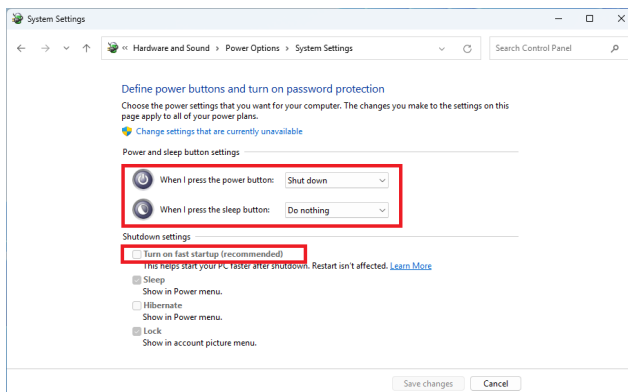 System Settings
« Hardware and Sound > Power Options > System Settings
Search Control Panel
Define power buttons and turn on password protection
Choose the power settings that you want for your computer. The changes you make to the settings on this
page apply to all of your power plans.
Change settings that are currently unavailable
Power and sleep button settings
When I press the power button: Shut down
When I press the sleep button: Do nothing
Shutdown settings
Turn on fast startup (recommended)
This helps start your PC faster after shutdown. Restart isn't affected. Learn More
Sleep
Show in Power menu.
Hibernate
Show in Power menu.
Lock
Show in account picture menu.
Save changes Cancel